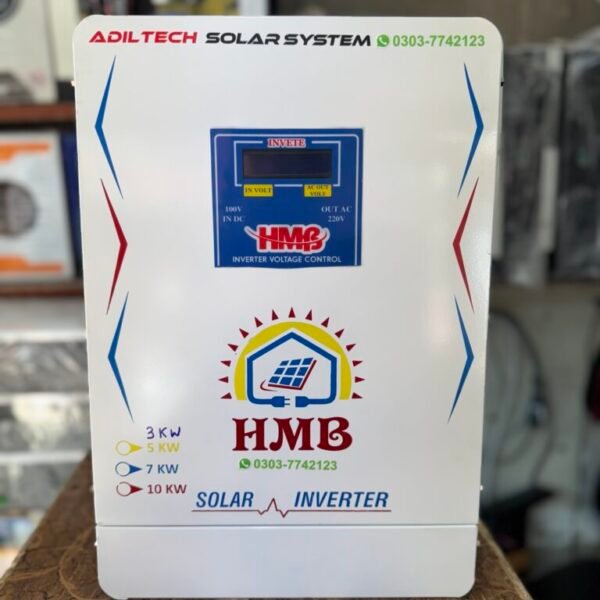 ADILTECH SOLAR SYSTEM 0303-7742123
INVETE
IN VOLT
AC OUT
VOLT
100V
IN DC
OUT AC
220V
HMB
INVERTER VOLTAGE CONTROL
HMB
0303-7742123
3 KW
5 KW
7 KW
10 KW
SOLAR INVERTER